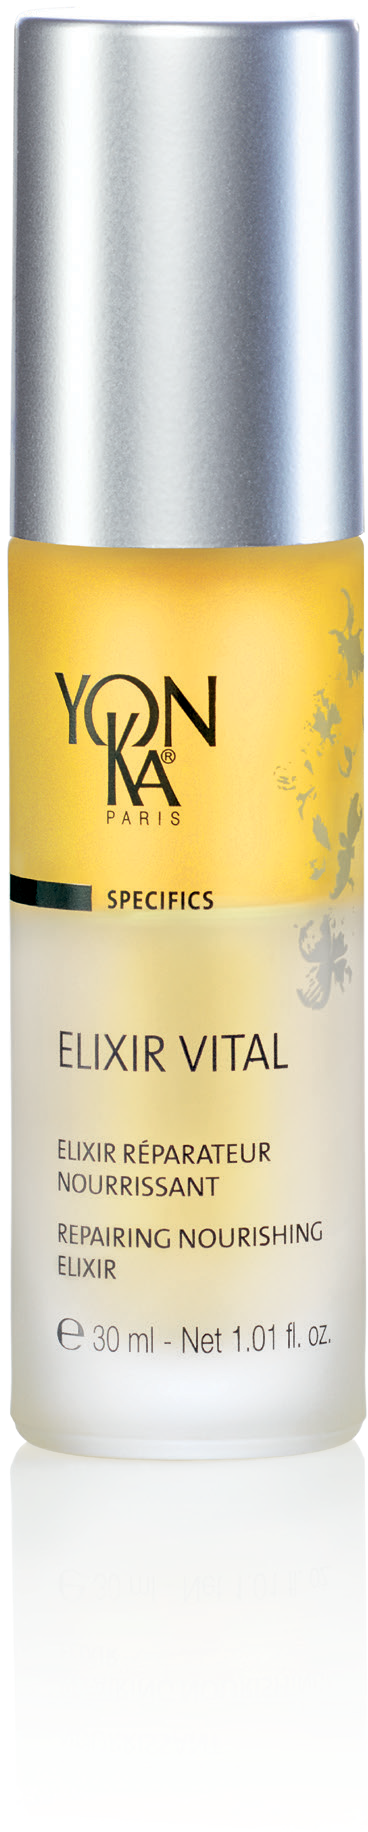 YON
KA®
PARIS
SPECIFICS
ELIXIR VITAL
ELIXIR RÉPARATEUR
NOURRISSANT
REPAIRING NOURISHING
ELIXIR
℮ 30 ml - Net 1.01 fl. oz.